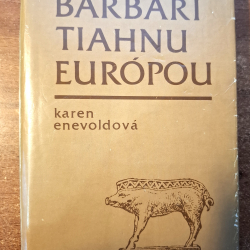 BARBARI
TIAHNU
EURÓPOU
karen
enevoldová